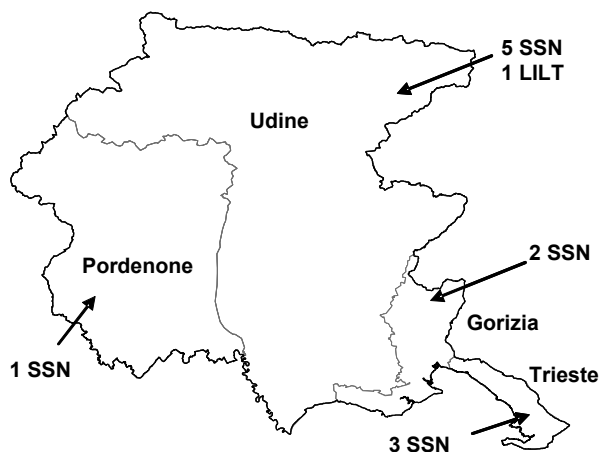 5 SSN
1 LILT
Udine
2 SSN
Pordenone
Gorizia
1 SSN
Trieste
3 SSN